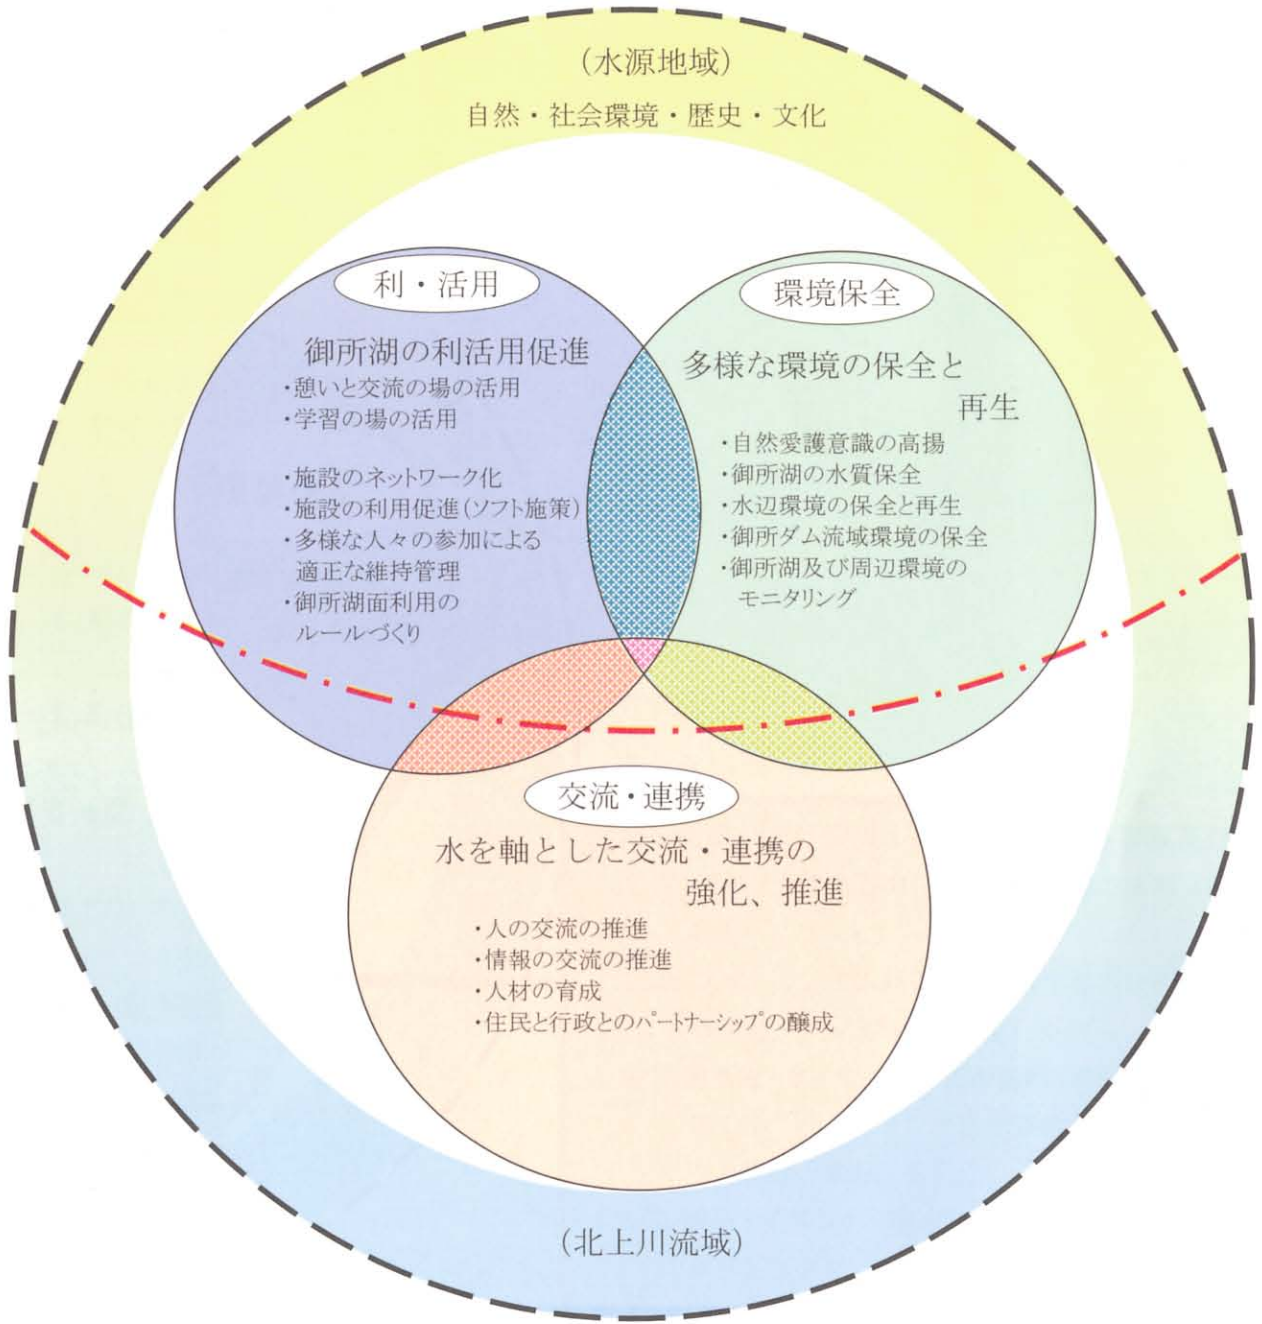 (水源地域)
自然・社会環境・歴史・文化
利・活用
御所湖の利活用促進
・憩いと交流の場の活用
・学習の場の活用
・施設のネットワーク化
・施設の利用促進(ソフト施策)
・多様な人々の参加による
適正な維持管理
・御所湖面利用の
ルールづくり
環境保全
多様な環境の保全と
再生
・自然愛護意識の高揚
・御所湖の水質保全
・水辺環境の保全と再生
・御所ダム流域環境の保全
・御所湖及び周辺環境の
モニタリング
交流・連携
水を軸とした交流・連携の
強化、推進
・人の交流の推進
・情報の交流の推進
・人材の育成
・住民と行政とのパートナーシップの醸成
(北上川流域)